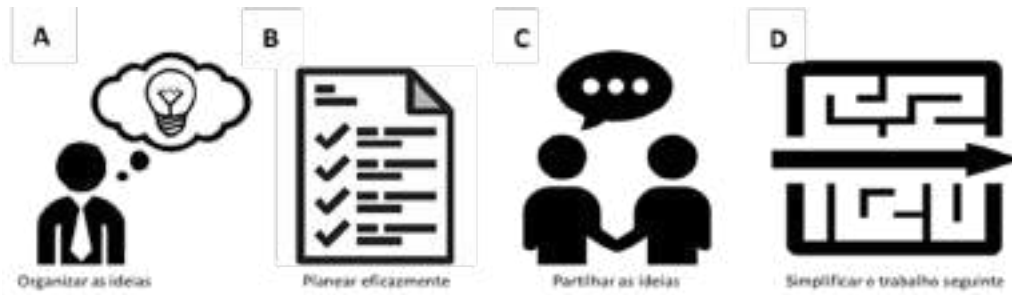 A
B
C
D
Organizar as ideias
Planear eficazmente
Partilhar as ideias
Simplificar o trabalho seguinte